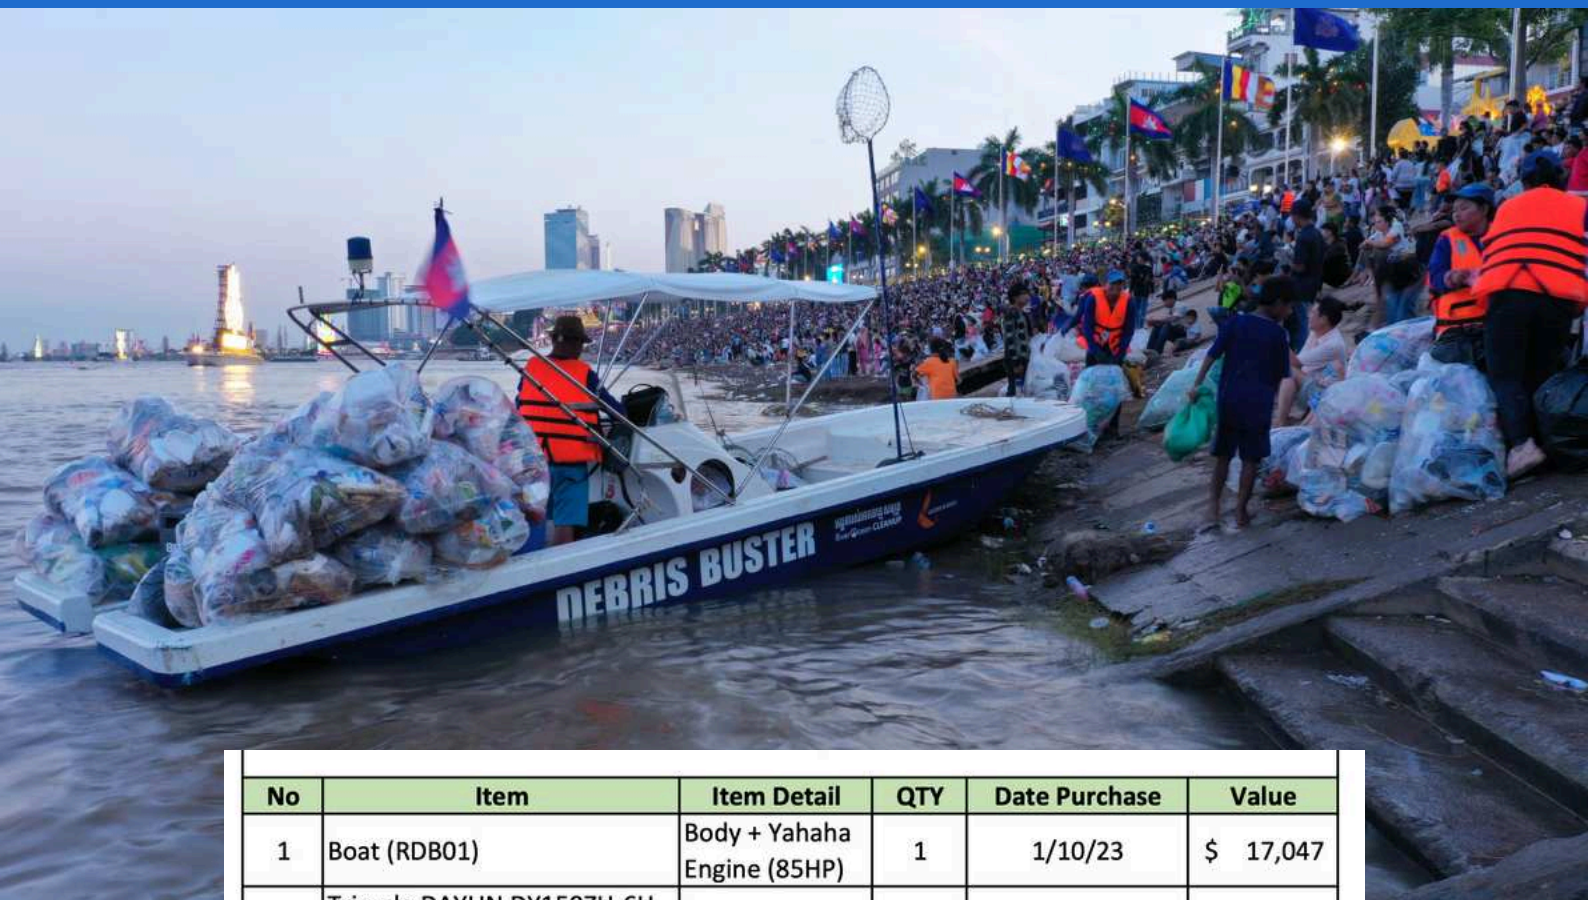 DEBRIS BUSTER
CLEANUP
No Item Item Detail QTY Date Purchase Value
1 Boat (RDB01) Body + Yahaha Engine (85HP) 1 1/10/23 $ 17,047